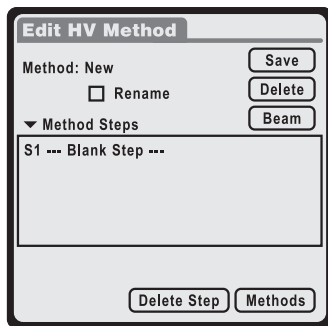 Edit HV Method
Method: New
Save
Rename
Delete
Method Steps
Beam
S1 --- Blank Step ---
Delete Step
Methods